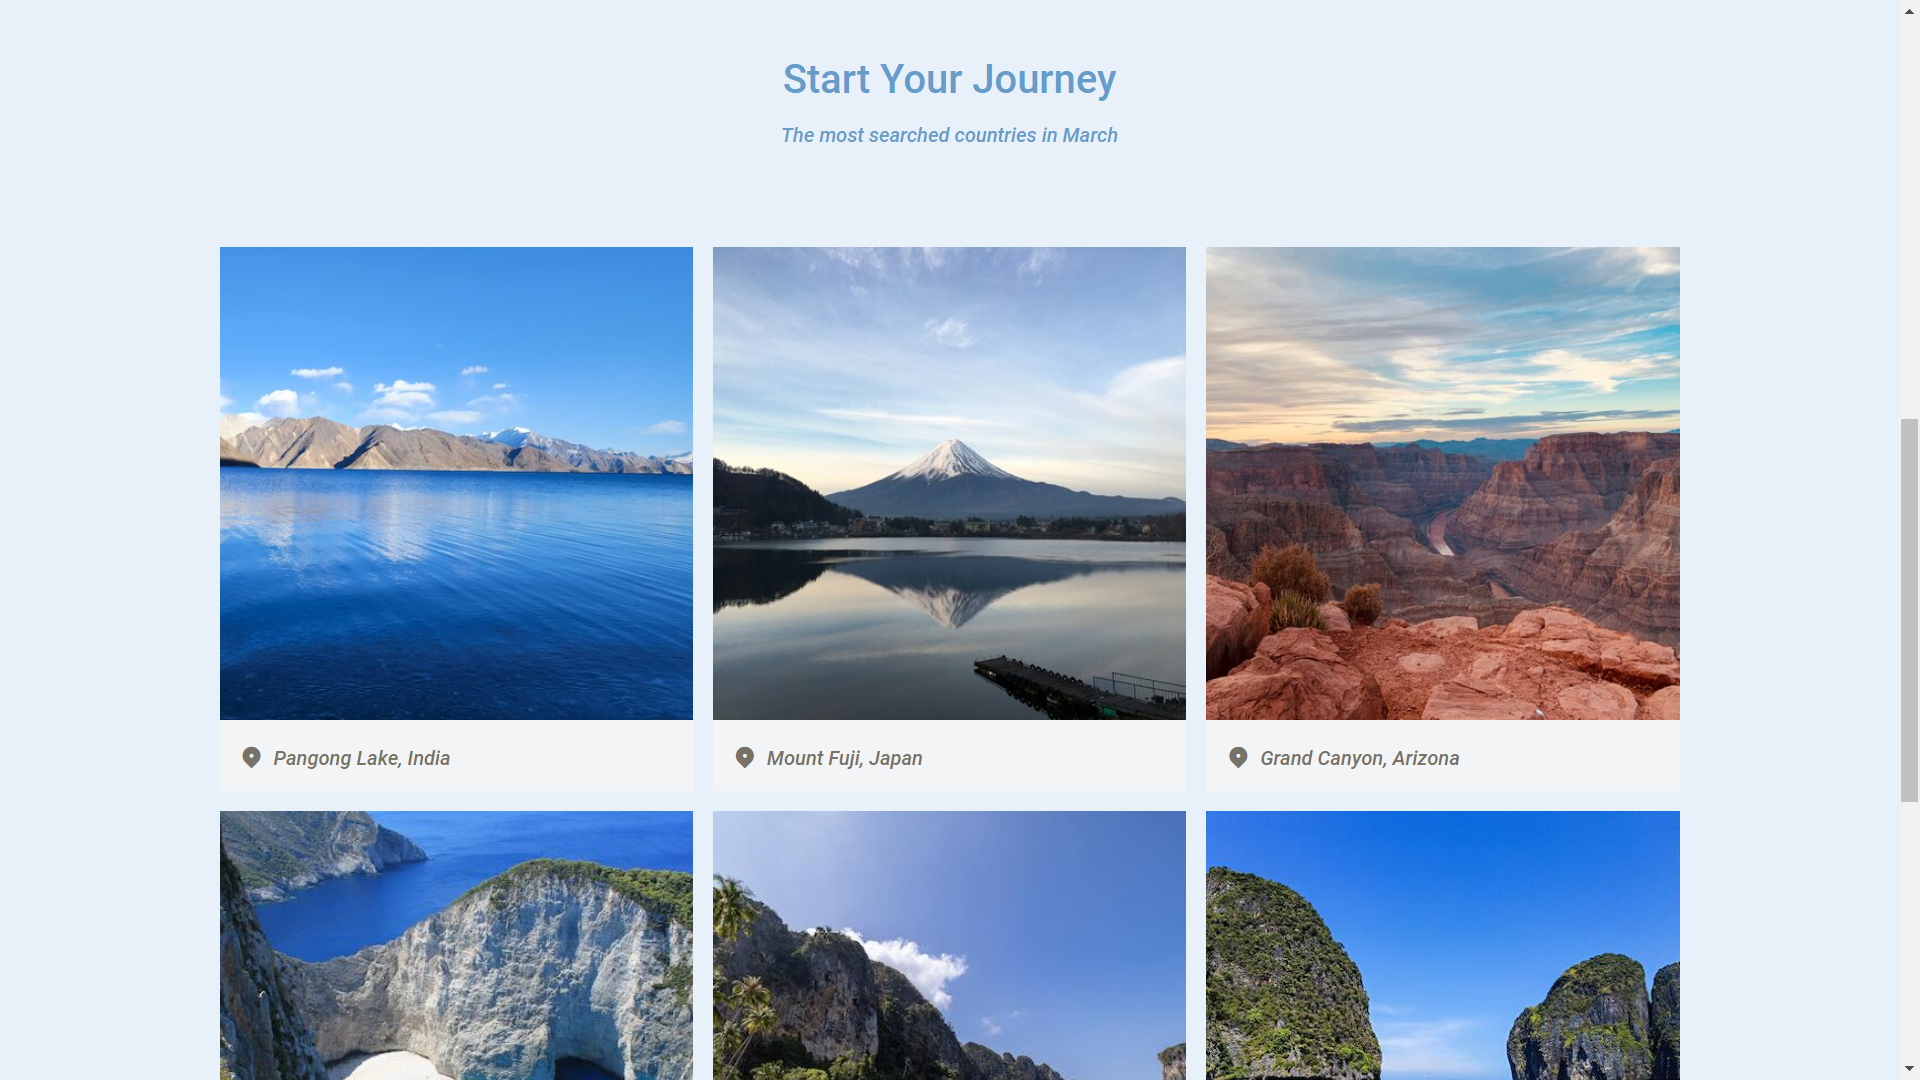 Start Your Journey
The most searched countries in March
Pangong Lake, India
Mount Fuji, Japan
Grand Canyon, Arizona